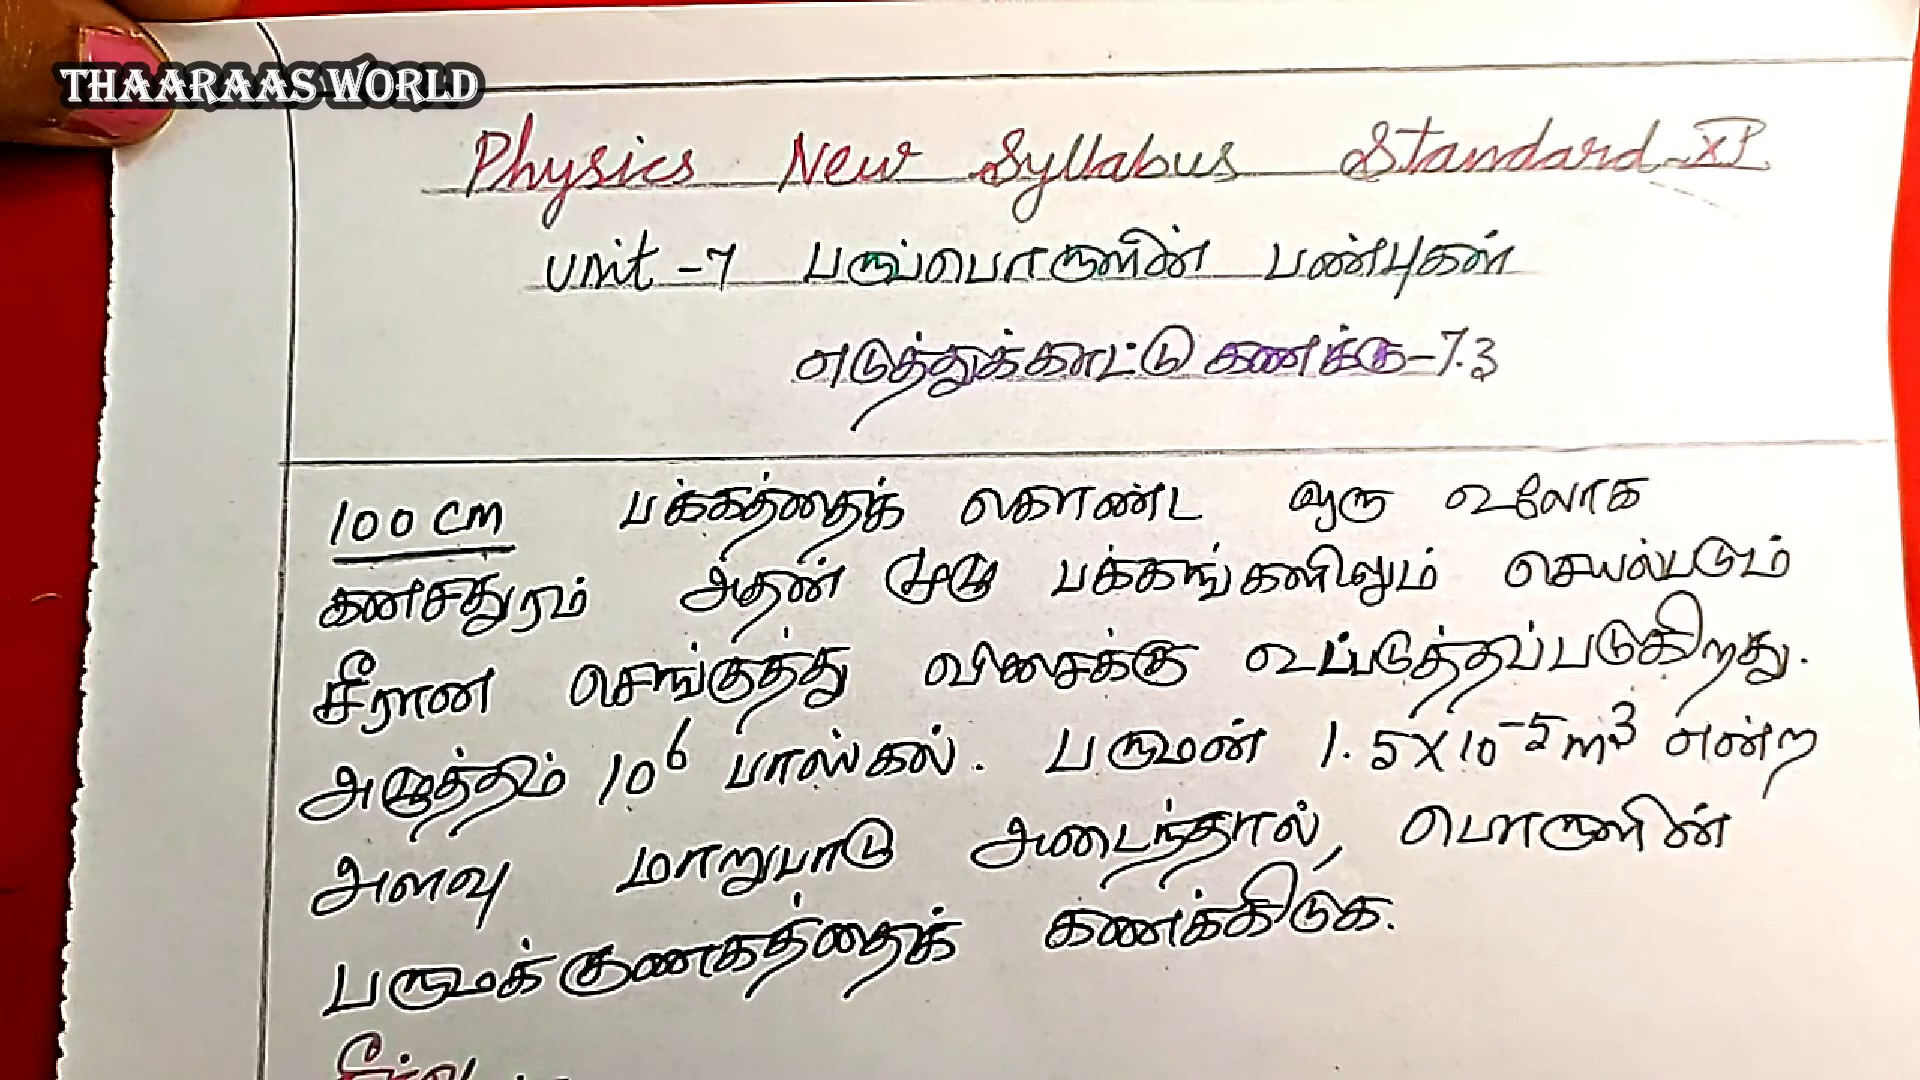 THAARAAS WORLD
Physics New Syllabus Standard-XI
Unit-7 பருப்பொருளின் பண்புகள்
எடுத்துக்காட்டு கணக்கு-7.3
100 cm பக்கத்தைக் கொண்ட ஒரு உலோக
கனசதுரம் அதன் முழு பக்கங்களிலும் செயல்படும்
சீரான செங்குத்து விசைக்கு உட்படுத்தப்படுகிறது.
அழுத்தம் 10⁶ பாஸ்கல். பருமன் 1.5×10⁻⁵m³ என்ற
அளவு மாறுபாடு அடைந்தால், பொருளின்
பருமக்குணகத்தைக் கணக்கிடுக.